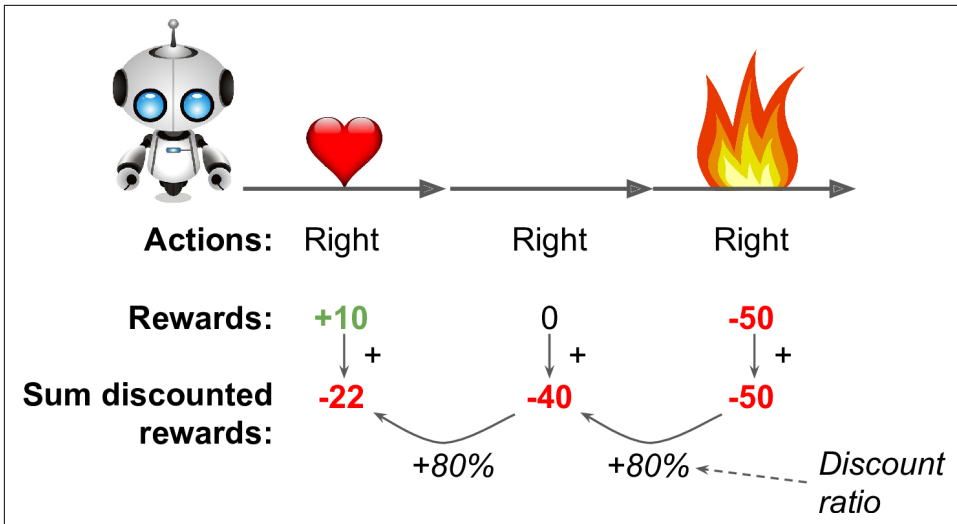 Actions: Right Right Right
Rewards: +10 0 -50
+ + +
Sum discounted -22 -40 -50
rewards:
+80% +80% Discount
ratio